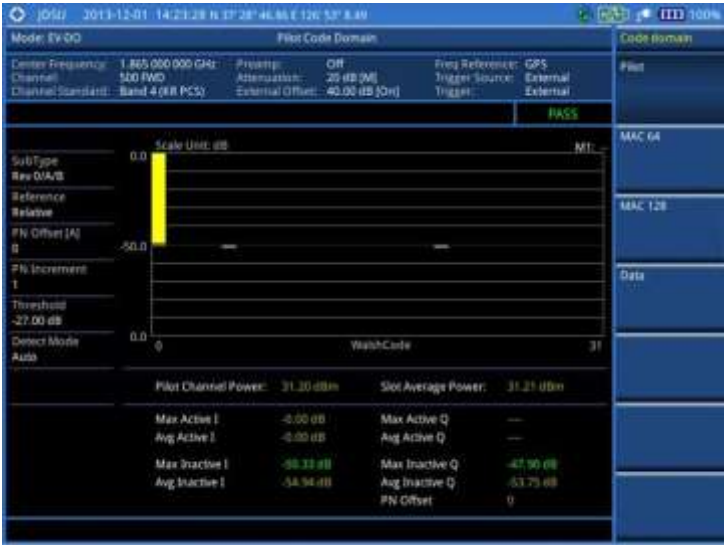 JDSU 2013-12-01 14:23:28 N 37° 28' 46.86 E 126° 53' 8.49 100%
Mode: EV-DO Pilot Code Domain Code domain
Center Frequency: 1.865 000 000 GHz Preamp: Off Freq Reference: GPS
Channel: 500 FWD Attenuation: 20 dB [M] Trigger Source: External
Channel Standard: Band 4 (KR PCS) External Offset: 40.00 dB [On] Trigger: External
PASS
Pilot
MAC 64
MAC 128
Data
SubType
Rev 0/A/B
Reference
Relative
PN Offset [A]
0
PN Increment
1
Threshold
-27.00 dB
Detect Mode
Auto
Scale Unit: dB M1: --
0.0
-50.0
0.0
0 WalshCode 31
Pilot Channel Power: 31.20 dBm Slot Average Power: 31.21 dBm
Max Active I -0.00 dB Max Active Q ---
Avg Active I -0.00 dB Avg Active Q ---
Max Inactive I -50.33 dB Max Inactive Q -47.90 dB
Avg Inactive I -54.94 dB Avg Inactive Q -53.75 dB
PN Offset 0